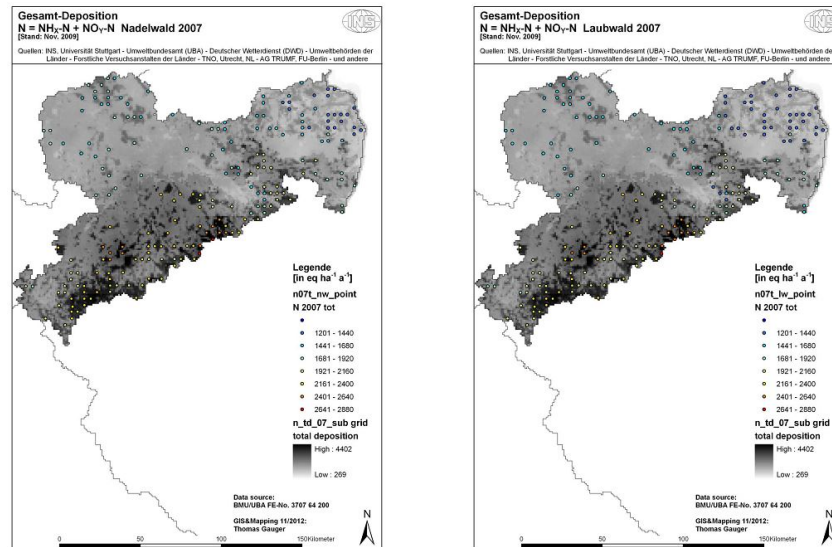 Gesamt-Deposition
N = NHX-N + NOY-N Nadelwald 2007
[Stand: Nov. 2009]
INS
Quellen: INS, Universität Stuttgart - Umweltbundesamt (UBA) - Deutscher Wetterdienst (DWD) - Umweltbehörden der
Länder - Forstliche Versuchsanstalten der Länder - TNO, Utrecht, NL - AG TRUMF, FU-Berlin - und andere
Legende
[in eq ha-1 a-1]
n07t_nw_point
N 2007 tot
1201 - 1440
1441 - 1680
1681 - 1920
1921 - 2160
2161 - 2400
2401 - 2640
2641 - 2880
n_td_07_sub grid
total deposition
High : 4402
Low : 269
Data source:
BMU/UBA FE-No. 3707 64 200
GIS&Mapping 11/2012:
Thomas Gauger
N
0 50 100 150 Kilometer
Gesamt-Deposition
N = NHX-N + NOY-N Laubwald 2007
[Stand: Nov. 2009]
INS
Quellen: INS, Universität Stuttgart - Umweltbundesamt (UBA) - Deutscher Wetterdienst (DWD) - Umweltbehörden der
Länder - Forstliche Versuchsanstalten der Länder - TNO, Utrecht, NL - AG TRUMF, FU-Berlin - und andere
Legende
[in eq ha-1 a-1]
n07t_lw_point
N 2007 tot
1201 - 1440
1441 - 1680
1681 - 1920
1921 - 2160
2161 - 2400
2401 - 2640
2641 - 2880
n_td_07_sub grid
total deposition
High : 4402
Low : 269
Data source:
BMU/UBA FE-No. 3707 64 200
GIS&Mapping 11/2012:
Thomas Gauger
N
0 50 100 150 Kilometer